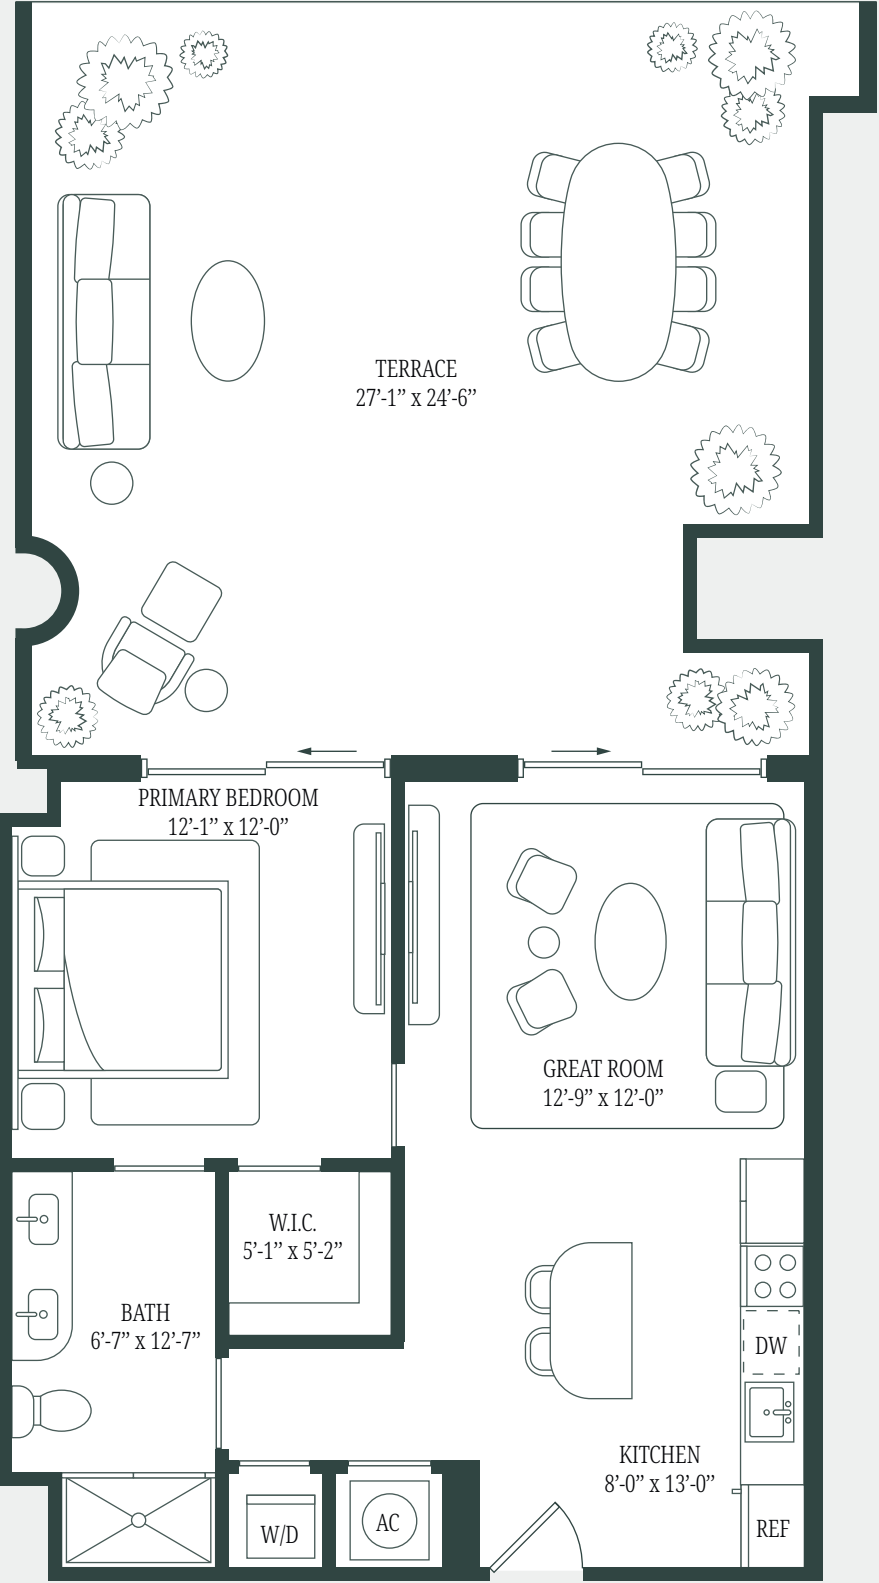 TERRACE
27’-1” x 24’-6”
PRIMARY BEDROOM
12’-1” x 12’-0”
GREAT ROOM
12’-9” x 12’-0”
W.I.C.
5’-1” x 5’-2”
BATH
6’-7” x 12’-7”
DW
KITCHEN
8’-0” x 13’-0”
W/D
AC
REF